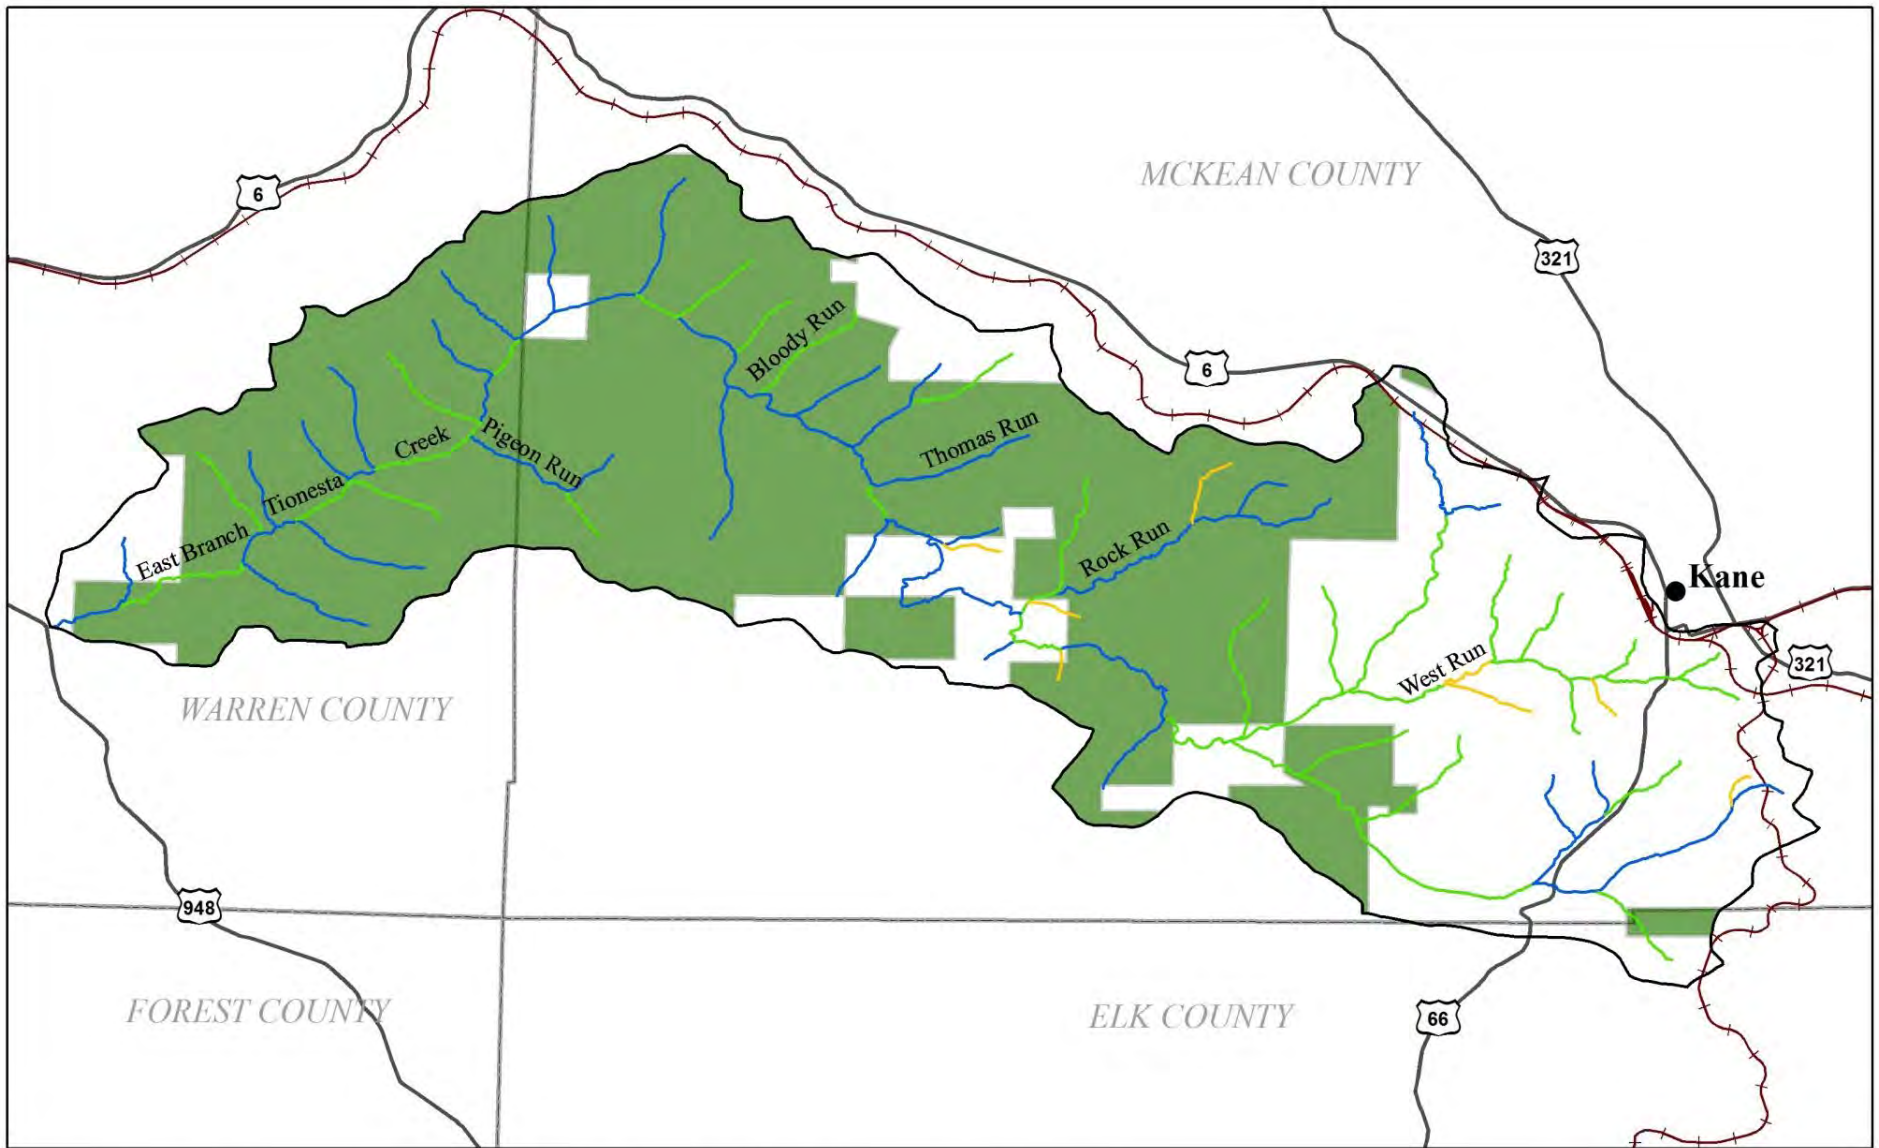 MCKEAN COUNTY
6
321
Bloody Run
6
Thomas Run
Creek
Pigeon Run
Tionesta
East Branch
Rock Run
Kane
321
West Run
WARREN COUNTY
948
FOREST COUNTY
ELK COUNTY
66